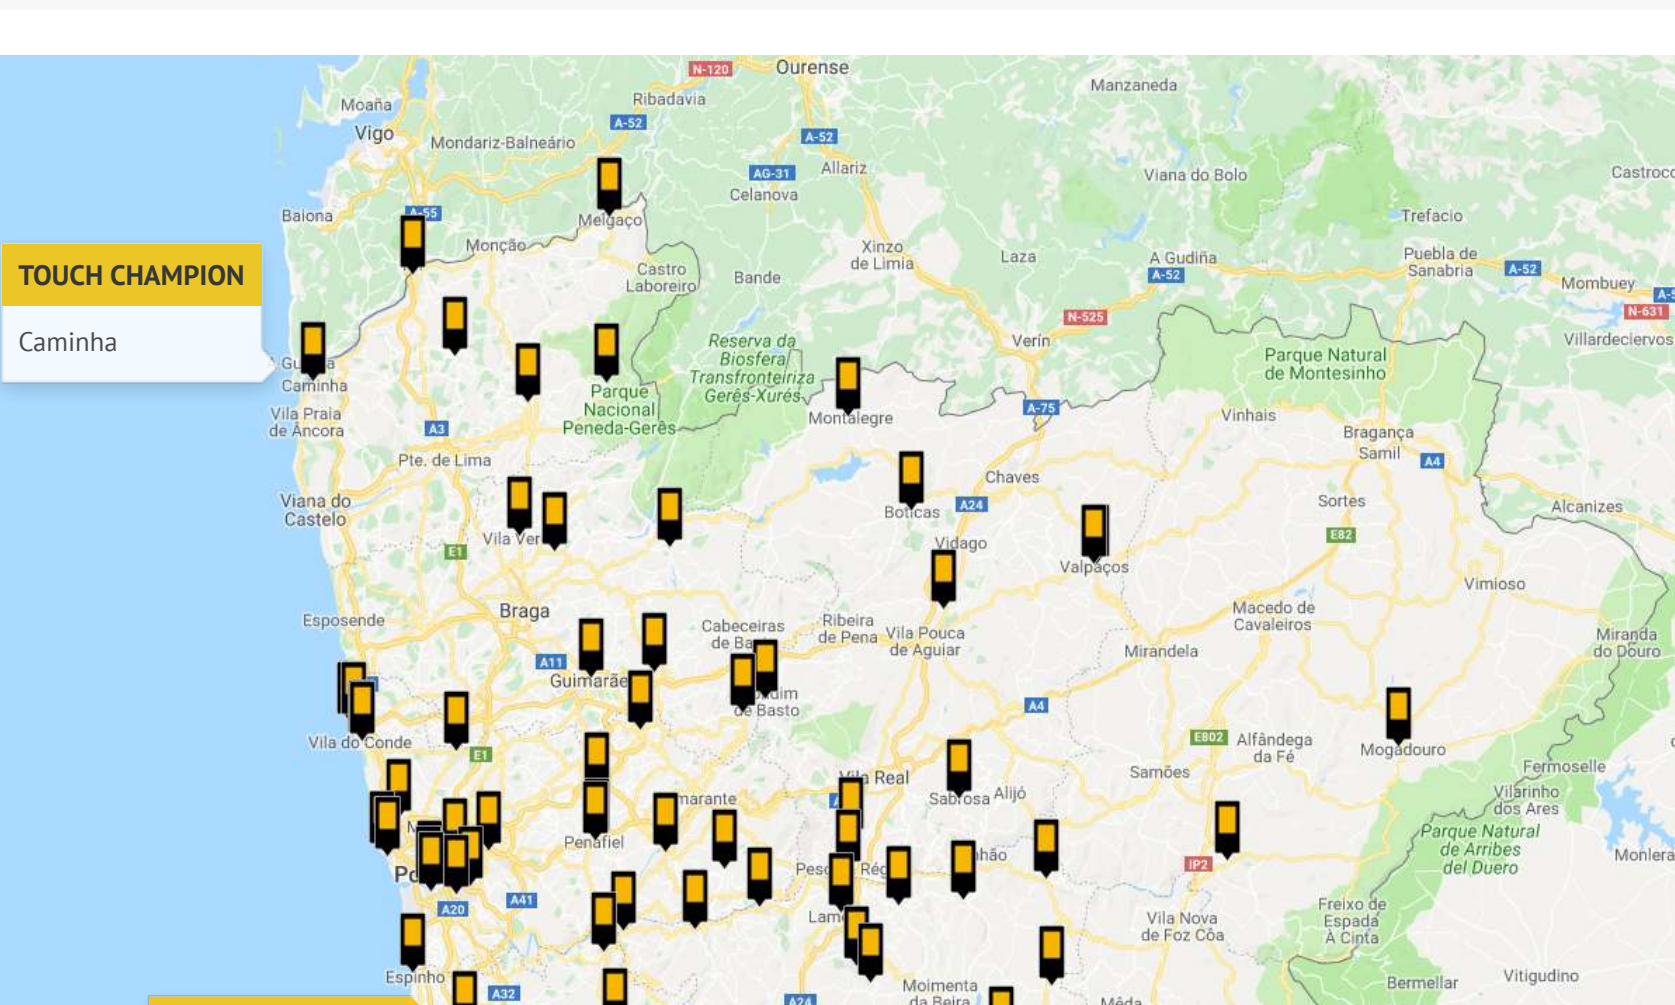 Ourense
N-120
Manzaneda
Ribadavia
Moaña
A-52
Vigo
A-52
Mondariz-Balneário
Allariz
AG-31
Castroco
Viana do Bolo
Celanova
A-55
Baiona
Trefacio
Melgaço
Monção
Xinzo
de Limia
Laza
A Gudiña
Puebla de
Sanabria
A-52
TOUCH CHAMPION
Castro
Laboreiro
Bande
A-52
Mombuey
N-631
N-525
Caminha
Reserva da
Biosfera
Transfronteiriza
Gerês-Xurés
Verín
Villardeciervos
Parque Natural
de Montesinho
Caminha
Parque
Nacional
Peneda-Gerês
Vila Praia
de Âncora
Montalegre
A-75
Vinhais
A3
Bragança
Samil
A4
Pte. de Lima
Chaves
Viana do
Castelo
Boticas
A24
Sortes
Alcanizes
Vila Ver
E82
Vidago
E1
Valpaços
Vimioso
Braga
Esposende
Cabeceiras
de Ba
Ribeira
de Pena
Vila Pouca
de Aguiar
Macedo de
Cavaleiros
Miranda
do Douro
A11
Mirandela
Guimarãe
dim
de Basto
A4
Vila do Conde
E1
E802
Alfândega
da Fé
Mogadouro
Fermoselle
Vila Real
Samões
Sabrosa
Alijó
marante
Vilarinho
dos Ares
Parque Natural
de Arribes
del Duero
Penafiel
Monlera
Pes
Rég
hão
IP2
Po
A41
A20
Lam
Vila Nova
de Foz Côa
Freixo de
Espada
À Cinta
Espinho
A32
Moimenta
da Beira
A24
Mêda
Bermellar
Vitigudino